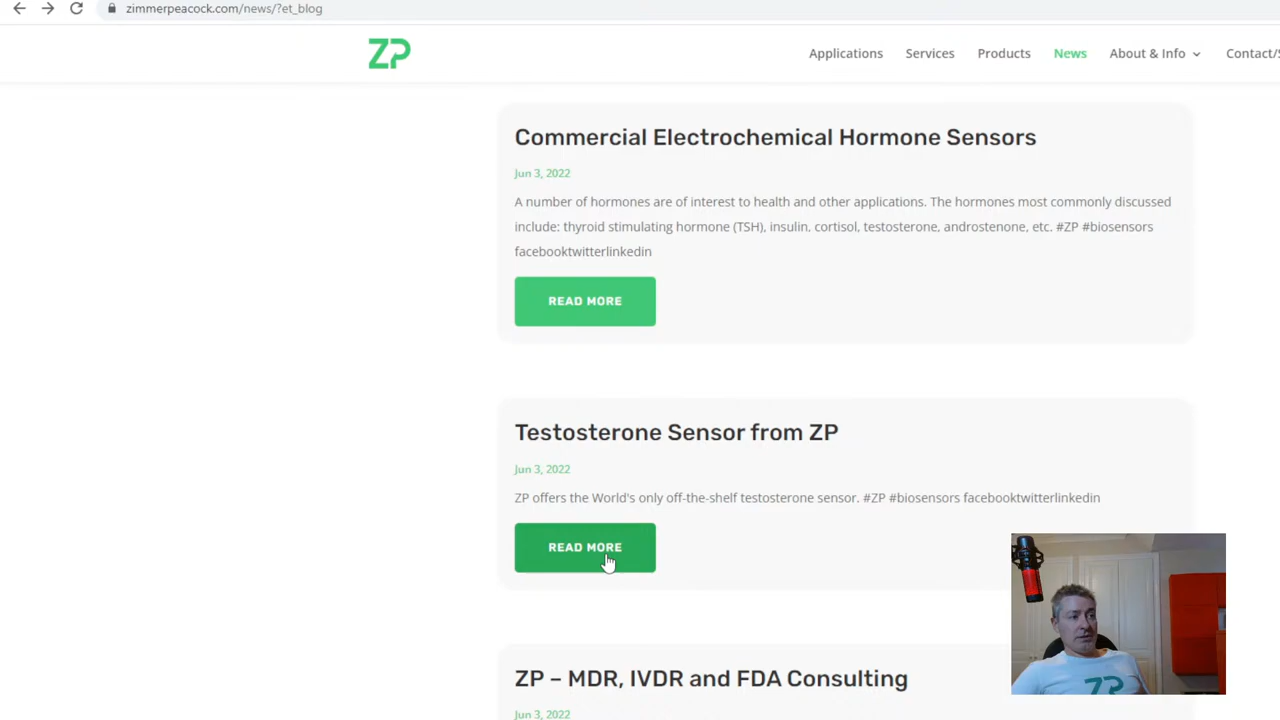 zimmerpeacock.com/news/?et_blog
ZP
Applications Services Products News About & Info Contact/S
Commercial Electrochemical Hormone Sensors
Jun 3, 2022
A number of hormones are of interest to health and other applications. The hormones most commonly discussed
include: thyroid stimulating hormone (TSH), insulin. cortisol, testosterone, androstenone, etc. #ZP #biosensors
facebooktwitterlinkedin
READ MORE
Testosterone Sensor from ZP
Jun 3, 2022
ZP offers the World's only off-the-shelf testosterone sensor. #ZP #biosensors facebooktwitterlinkedin
READ MORE
ZP – MDR, IVDR and FDA Consulting
Jun 3, 2022
ZP